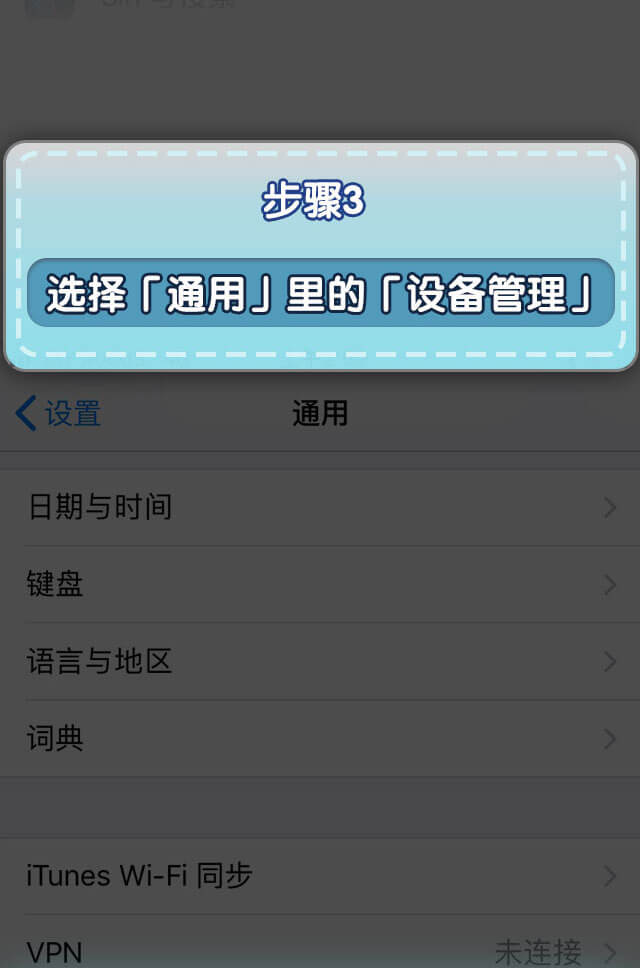 步骤3
选择「通用」里的「设备管理」
设置
通用
日期与时间
键盘
语言与地区
词典
iTunes Wi-Fi 同步
VPN
未连接